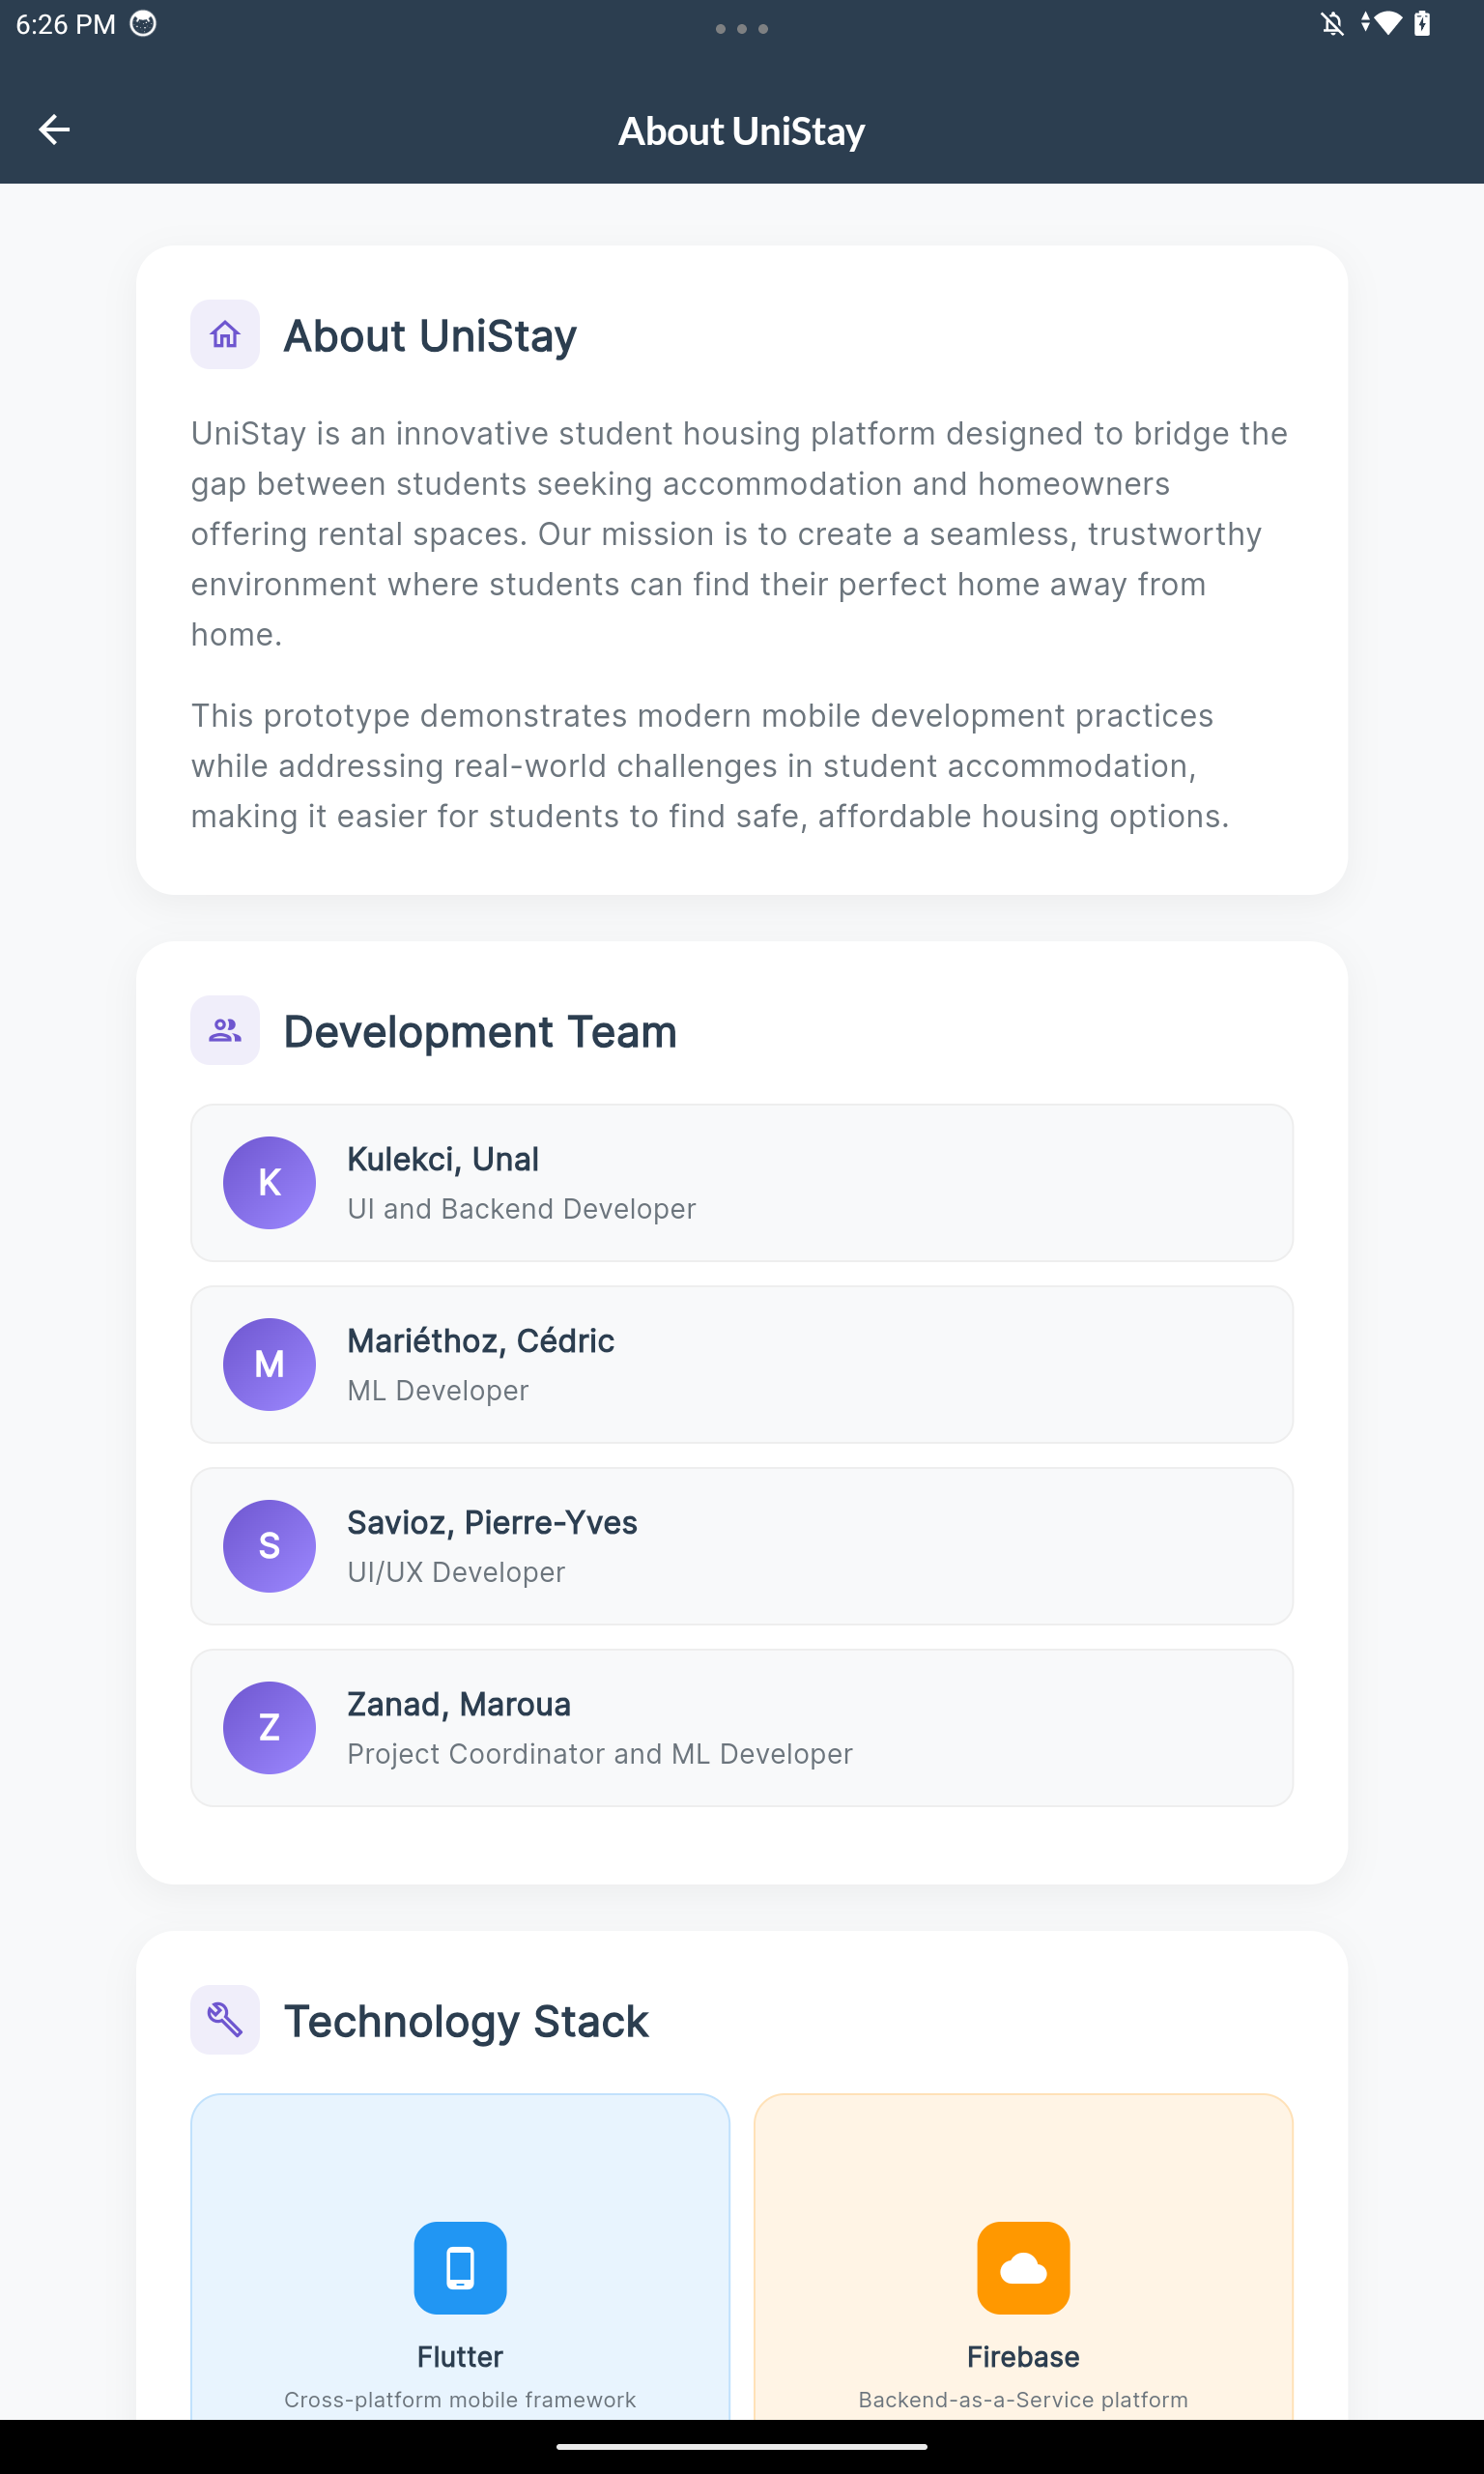 6:26 PM
About UniStay
About UniStay
UniStay is an innovative student housing platform designed to bridge the
gap between students seeking accommodation and homeowners
offering rental spaces. Our mission is to create a seamless, trustworthy
environment where students can find their perfect home away from
home.
This prototype demonstrates modern mobile development practices
while addressing real-world challenges in student accommodation,
making it easier for students to find safe, affordable housing options.
Development Team
K
Kulekci, Unal
UI and Backend Developer
M
Mariéthoz, Cédric
ML Developer
S
Savioz, Pierre-Yves
UI/UX Developer
Z
Zanad, Maroua
Project Coordinator and ML Developer
Technology Stack
Flutter
Cross-platform mobile framework
Firebase
Backend-as-a-Service platform